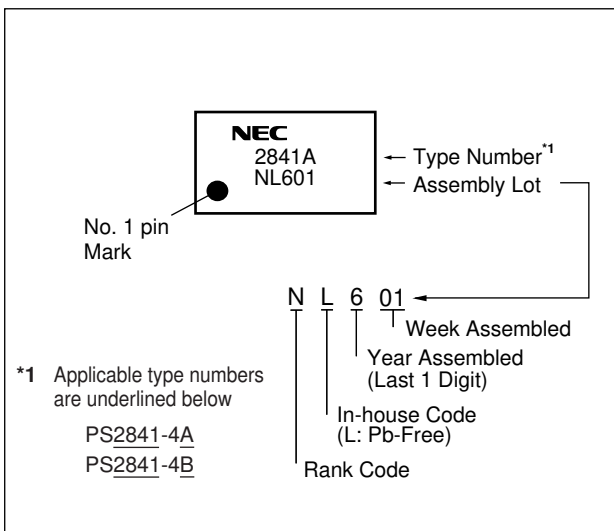 NEC
2841A
NL601
Type Number*1
Assembly Lot
No. 1 pin
Mark
N L 6 01
Week Assembled
Year Assembled
(Last 1 Digit)
In-house Code
(L: Pb-Free)
Rank Code
*1 Applicable type numbers
are underlined below
PS2841-4A
PS2841-4B